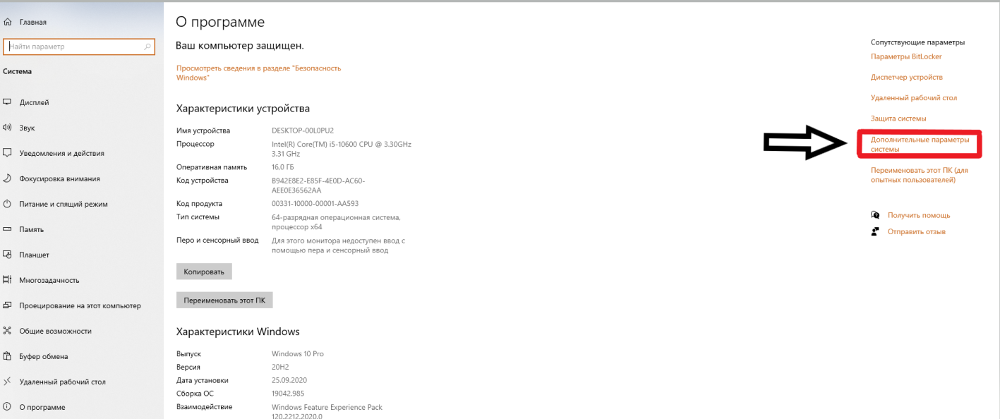 Главная
Найти параметр
Система
Дисплей
Звук
Уведомления и действия
Фокусировка внимания
Питание и спящий режим
Память
Планшет
Многозадачность
Проецирование на этот компьютер
Общие возможности
Буфер обмена
Удаленный рабочий стол
О программе
О программе
Ваш компьютер защищен.
Просмотреть сведения в разделе "Безопасность
Windows"
Характеристики устройства
Имя устройства DESKTOP-00L0PU2
Процессор Intel(R) Core(TM) i5-10600 CPU @ 3.30GHz
3.31 GHz
Оперативная память 16,0 ГБ
Код устройства B942E8E2-E85F-4E0D-AC60-
AEE0E36562AA
Код продукта 00331-10000-00001-AA593
Тип системы 64-разрядная операционная система,
процессор x64
Перо и сенсорный ввод Для этого монитора недоступен ввод с
помощью пера и сенсорный ввод
Копировать
Переименовать этот ПК
Характеристики Windows
Выпуск Windows 10 Pro
Версия 20H2
Дата установки 25.09.2020
Сборка ОС 19042.985
Взаимодействие Windows Feature Experience Pack
120.2212.2020.0
Сопутствующие параметры
Параметры BitLocker
Диспетчер устройств
Удаленный рабочий стол
Защита системы
Дополнительные параметры
системы
Переименовать этот ПК (для
опытных пользователей)
Получить помощь
Отправить отзыв